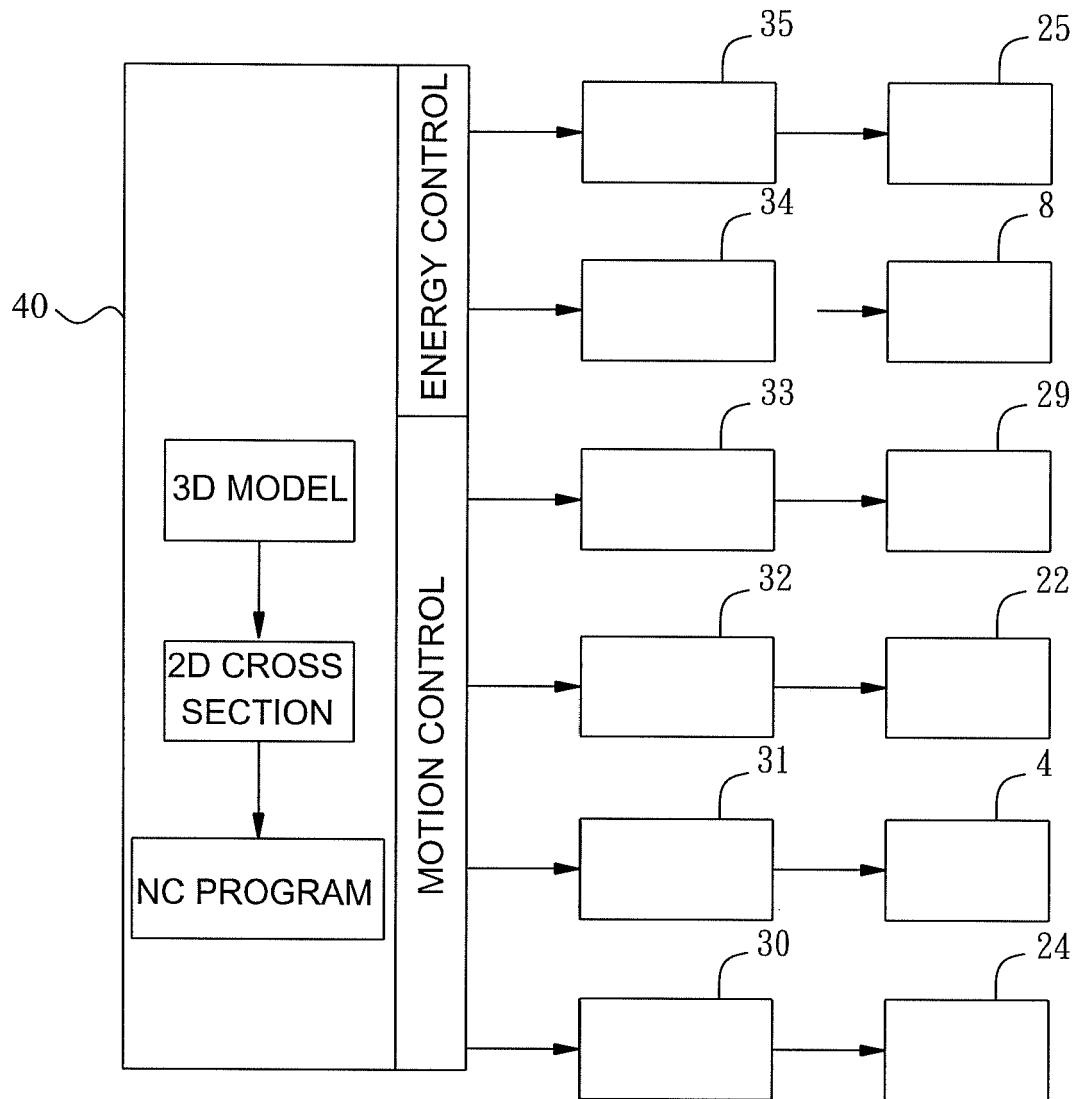 35
25
ENERGY CONTROL
34
8
40
33
29
3D MODEL
32
22
2D CROSS
SECTION
MOTION CONTROL
31
4
NC PROGRAM
30
24